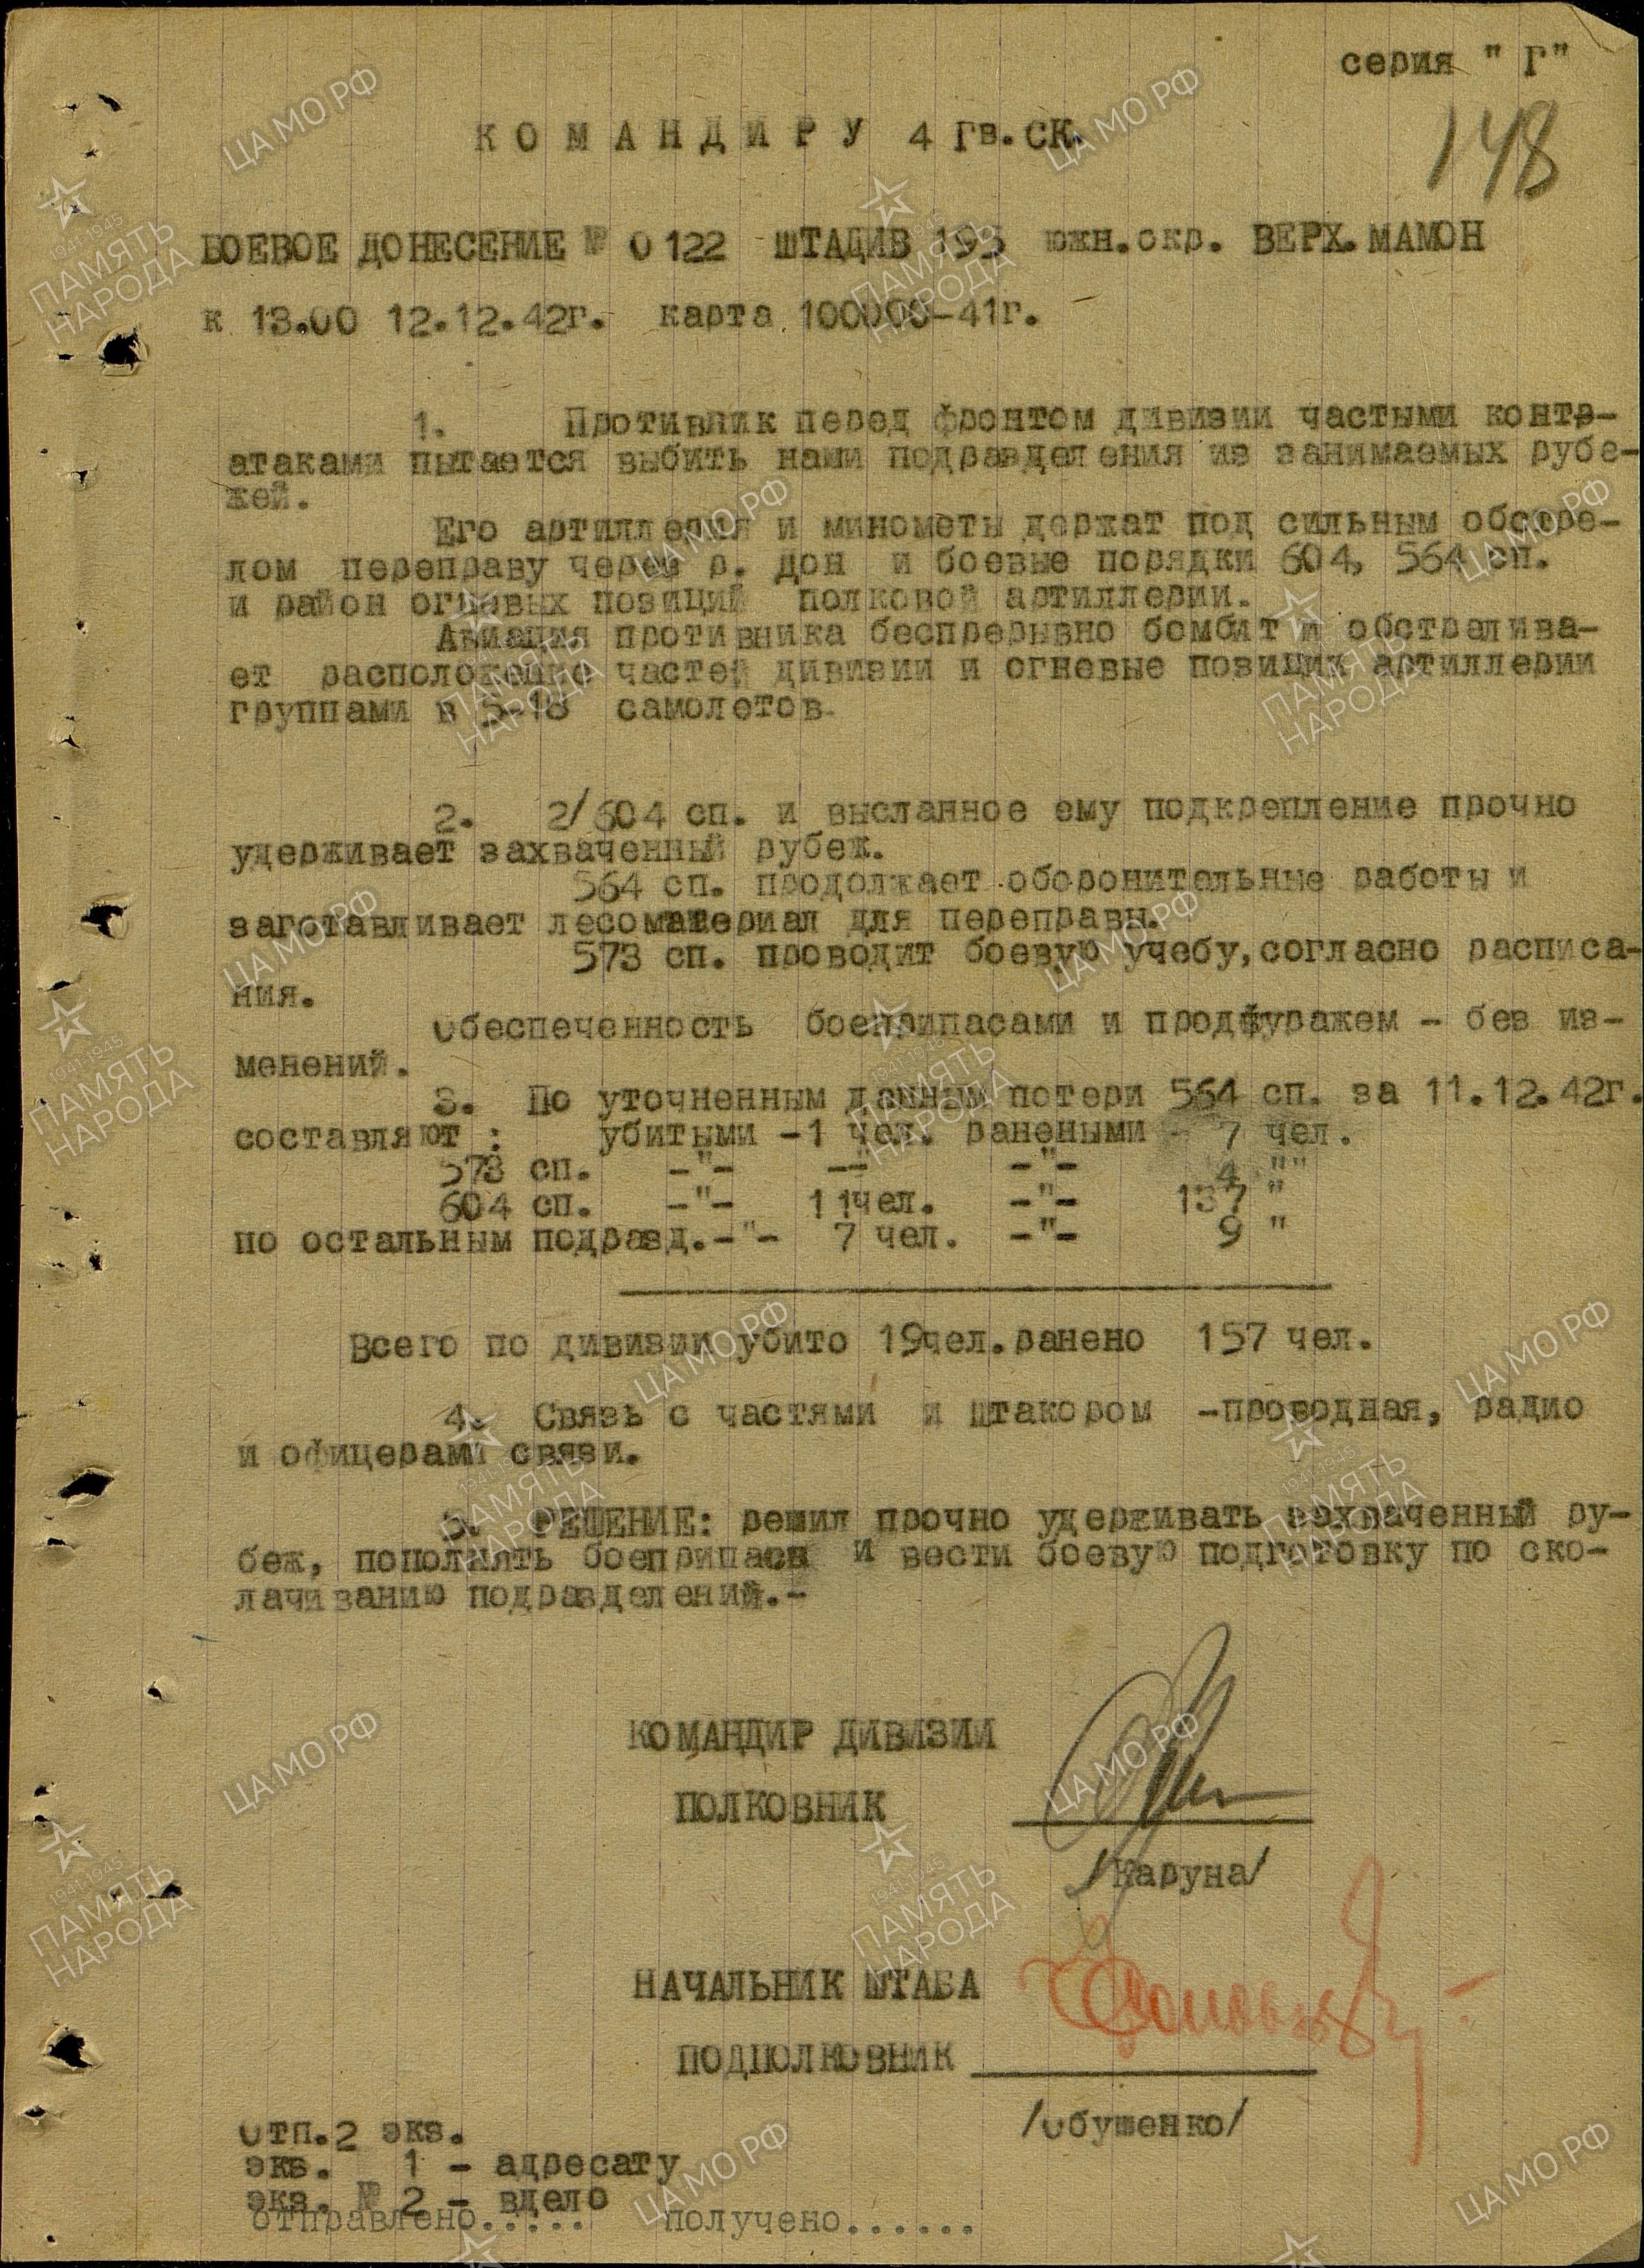 серия " Г"
148
К О М А Н Д И Р У 4 Гв. СК.
БОЕВОЕ ДОНЕСЕНИЕ № 0122 ШТАДИВ 195 южн.окр. ВЕРХ. МАМОН
к 13.00 12.12.42г. карта 100000-41г.
1. Противник перед фронтом дивизии частыми контр-
атаками пытается выбить наши подразделения из занимаемых рубе-
жей.
Его артиллерия и минометы держат под сильным обстре-
лом переправу через р. дон и боевые порядки 604, 564 сп.
и район огневых позиций полковой артиллерии.
Авиация противника беспрерывно бомбит и обстрелива-
ет расположение частей дивизии и огневые позиции артиллерии
группами в 5-18 самолетов.
2. 2/604 сп. и высланное ему подкрепление прочно
удерживает захваченный рубеж.
564 сп. продолжает оборонительные работы и
заготавливает лесоматериал для переправы.
573 сп. проводит боевую учебу, согласно расписа-
ния.
Обеспеченность боеприпасами и продфуражем - без из-
менений.
3. По уточненным данным потери 564 сп. за 11.12.42г.
составляют : убитыми -1 чел. ранеными - 7 чел.
573 сп. -"- -"- -"- 4 ""
604 сп. -"- 11чел. -"- 137 "
по остальным подразд.-"- 7 чел. -"- 9 "
Всего по дивизии убито 19чел. ранено 157 чел.
4. Связь с частями и штакором -проводная, радио
и офицерами связи.
5. РЕШЕНИЕ: решил прочно удерживать захваченный ру-
беж, пополнять боеприпасы и вести боевую подготовку по ско-
лачиванию подразделений.-
КОМАНДИР ДИВИЗИИ
ПОЛКОВНИК
/Каруна/
НАЧАЛЬНИК ШТАБА
ПОДПОЛКОВНИК
/Обушенко/
Отп.2 экз.
экз. 1 - адресату
экз. № 2 - вдело
отправлено..... получено......